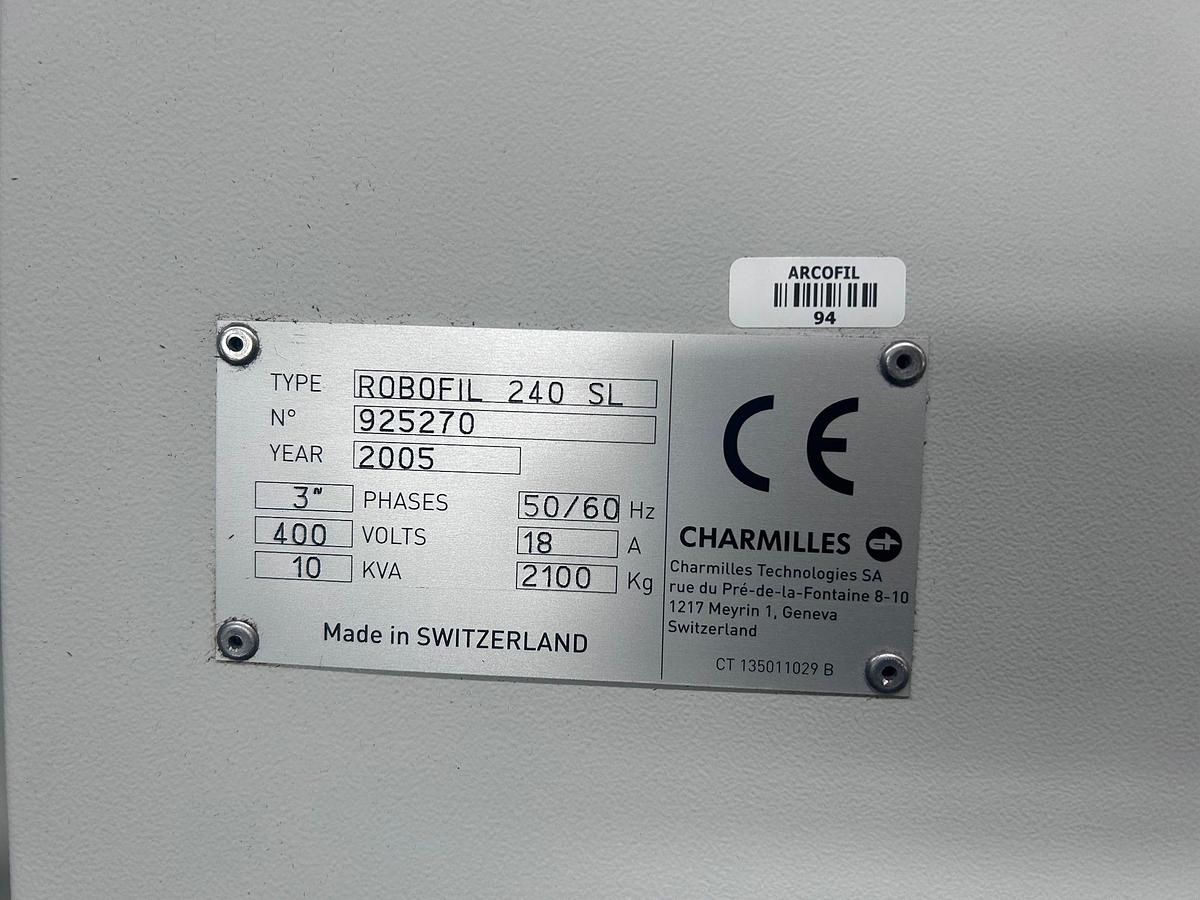 ARCOFIL
94
TYPE ROBOFIL 240 SL
N° 925270
YEAR 2005
3~ PHASES 50/60 Hz
400 VOLTS 18 A
10 KVA 2100 Kg
Made in SWITZERLAND
CE
CHARMILLES
Charmilles Technologies SA
rue du Pré-de-la-Fontaine 8-10
1217 Meyrin 1, Geneva
Switzerland
CT 135011029 B